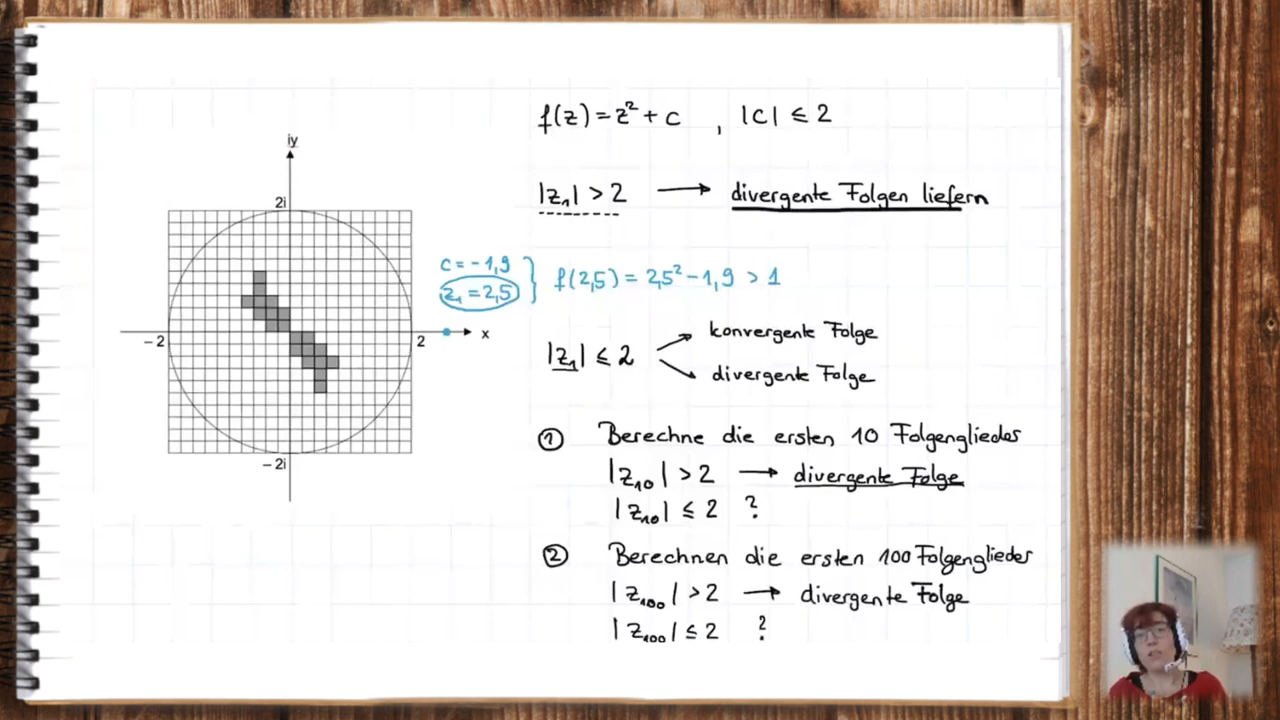 f(z) = z² + c , |c| ≤ 2
|z₁| > 2 → divergente Folgen liefern
c = -1,9
z₁ = 2,5
f(2,5) = 2,5² - 1,9 > 1
|z₁| ≤ 2
konvergente Folge
divergente Folge
① Berechne die ersten 10 Folgenglieder
|z₁₀| > 2 → divergente Folge
|z₁₀| ≤ 2 ?
② Berechnen die ersten 100 Folgenglieder
|z₁₀₀| > 2 → divergente Folge
|z₁₀₀| ≤ 2 ?
iy
2i
-2
2
x
-2i